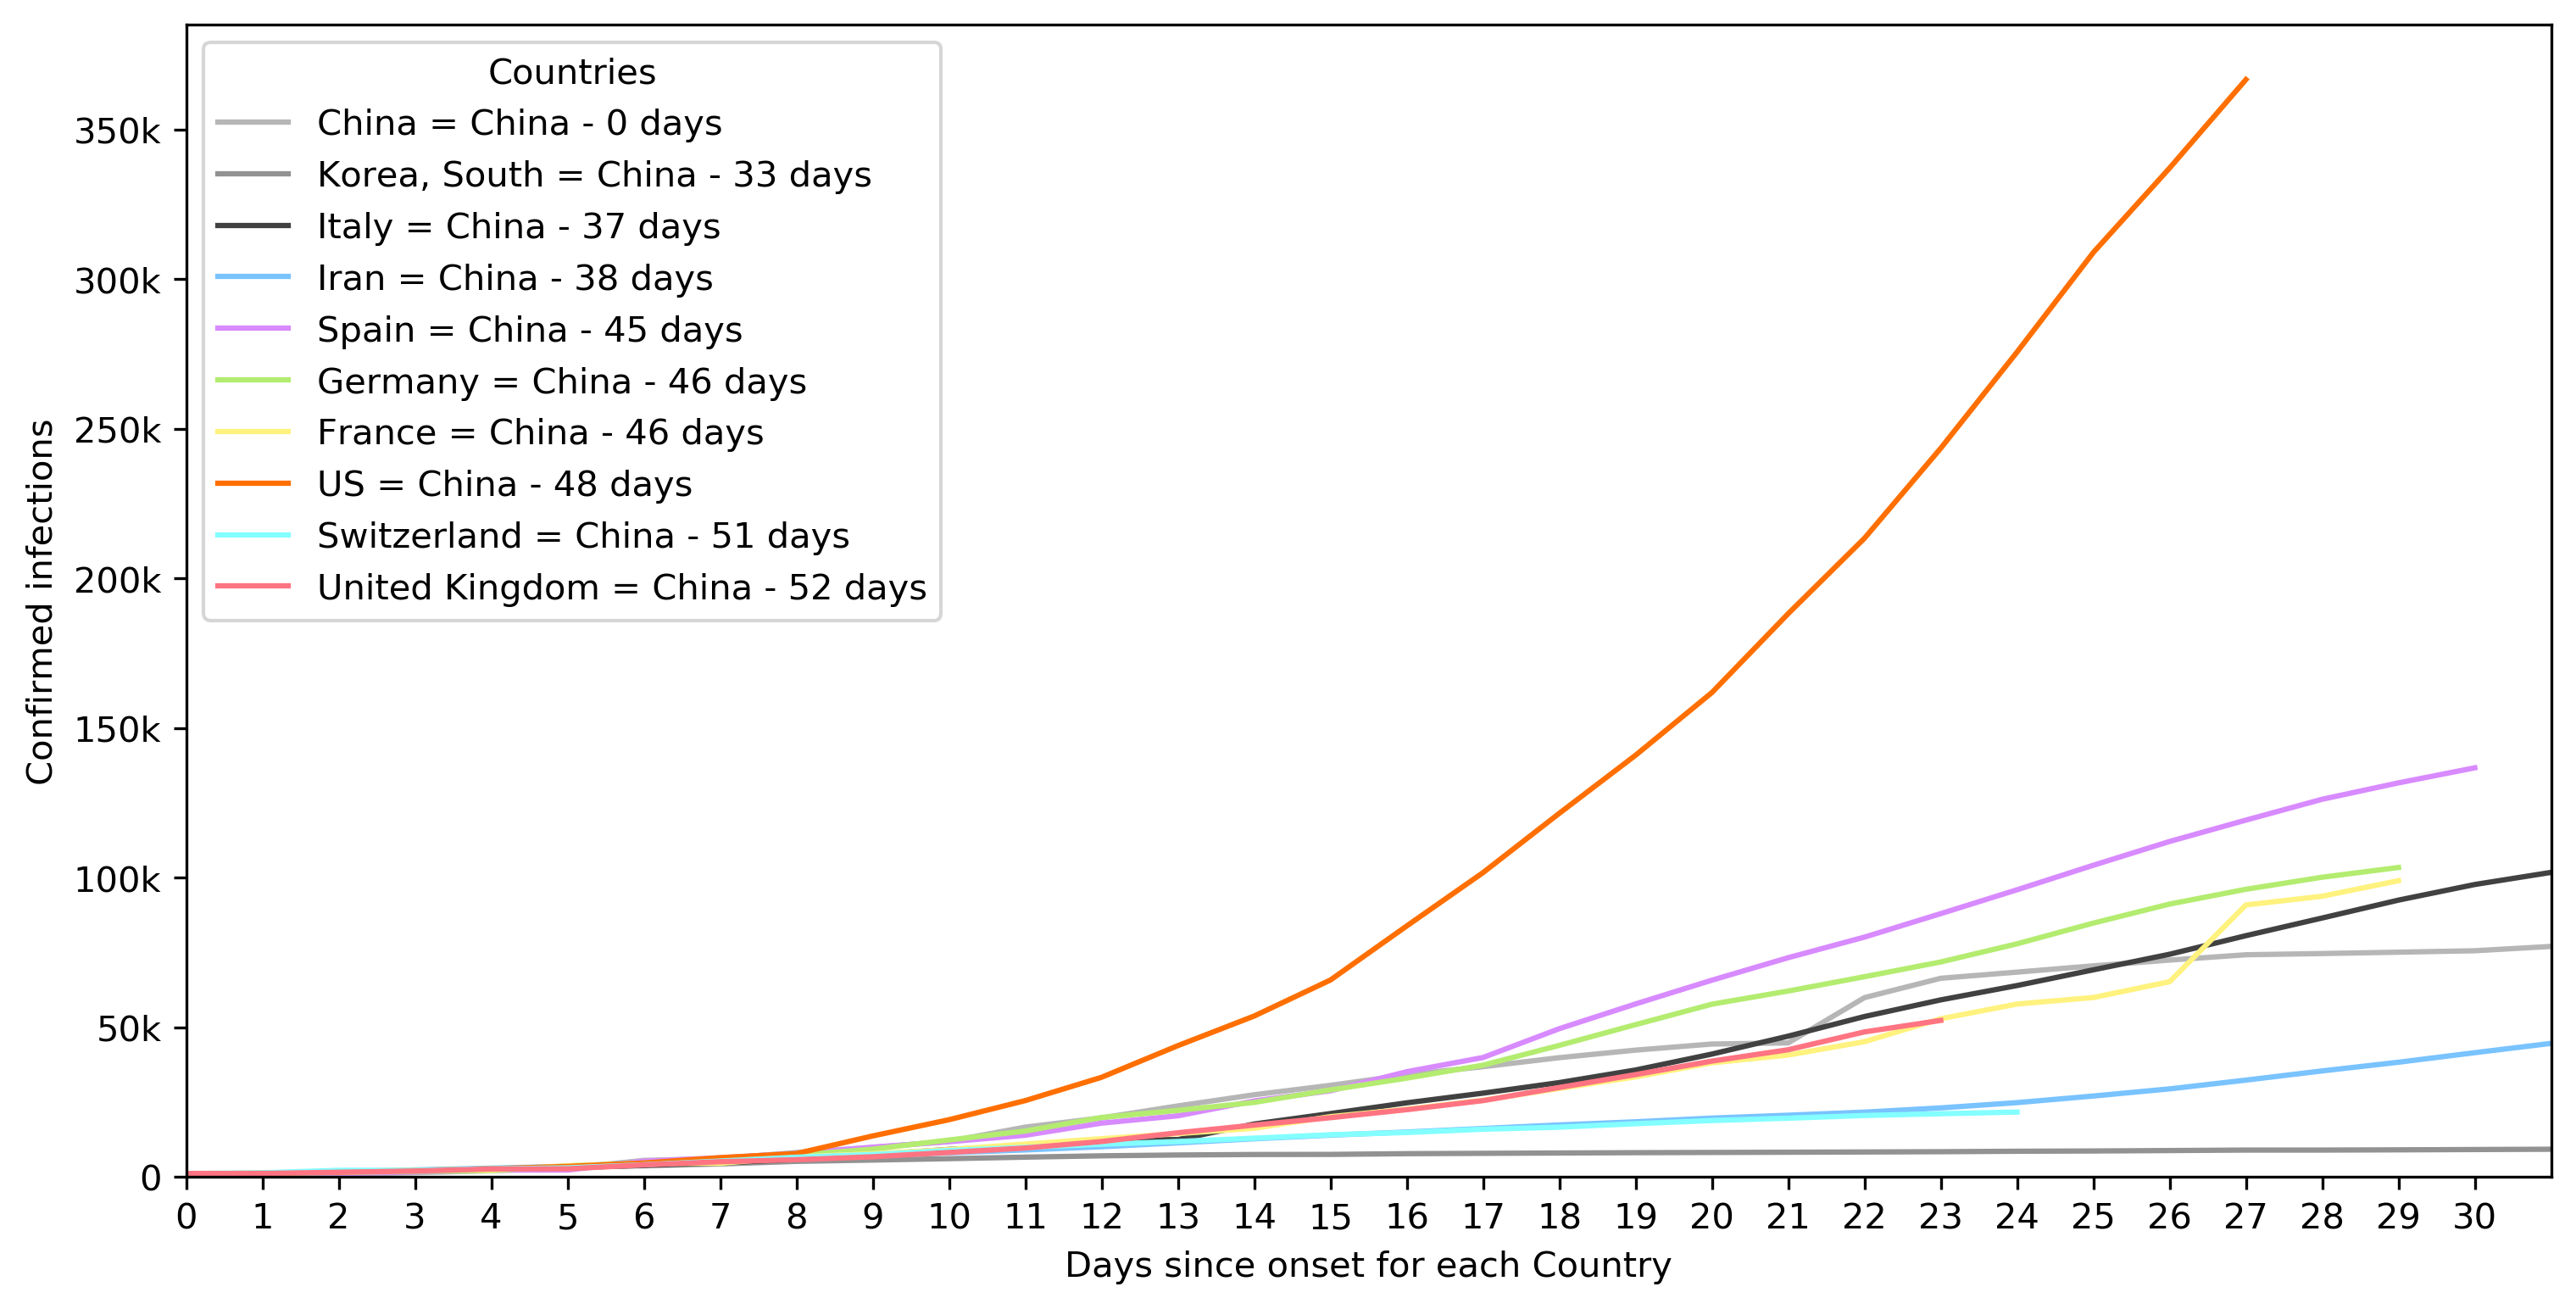 Countries
China = China - 0 days
Korea, South = China - 33 days
Italy = China - 37 days
Iran = China - 38 days
Spain = China - 45 days
Germany = China - 46 days
France = China - 46 days
US = China - 48 days
Switzerland = China - 51 days
United Kingdom = China - 52 days
Confirmed infections
350k
300k
250k
200k
150k
100k
50k
0
0 1 2 3 4 5 6 7 8 9 10 11 12 13 14 15 16 17 18 19 20 21 22 23 24 25 26 27 28 29 30
Days since onset for each Country